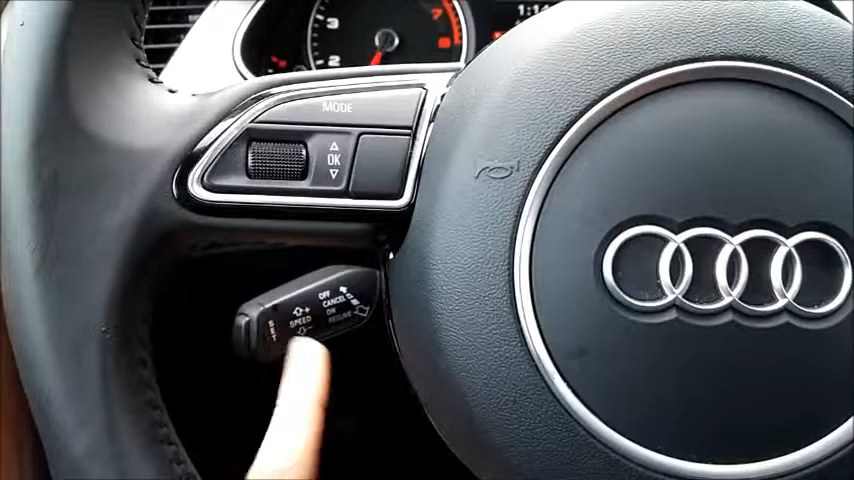 MODE
OK
OFF
CANCEL
ON
RESUME
SPEED
SET